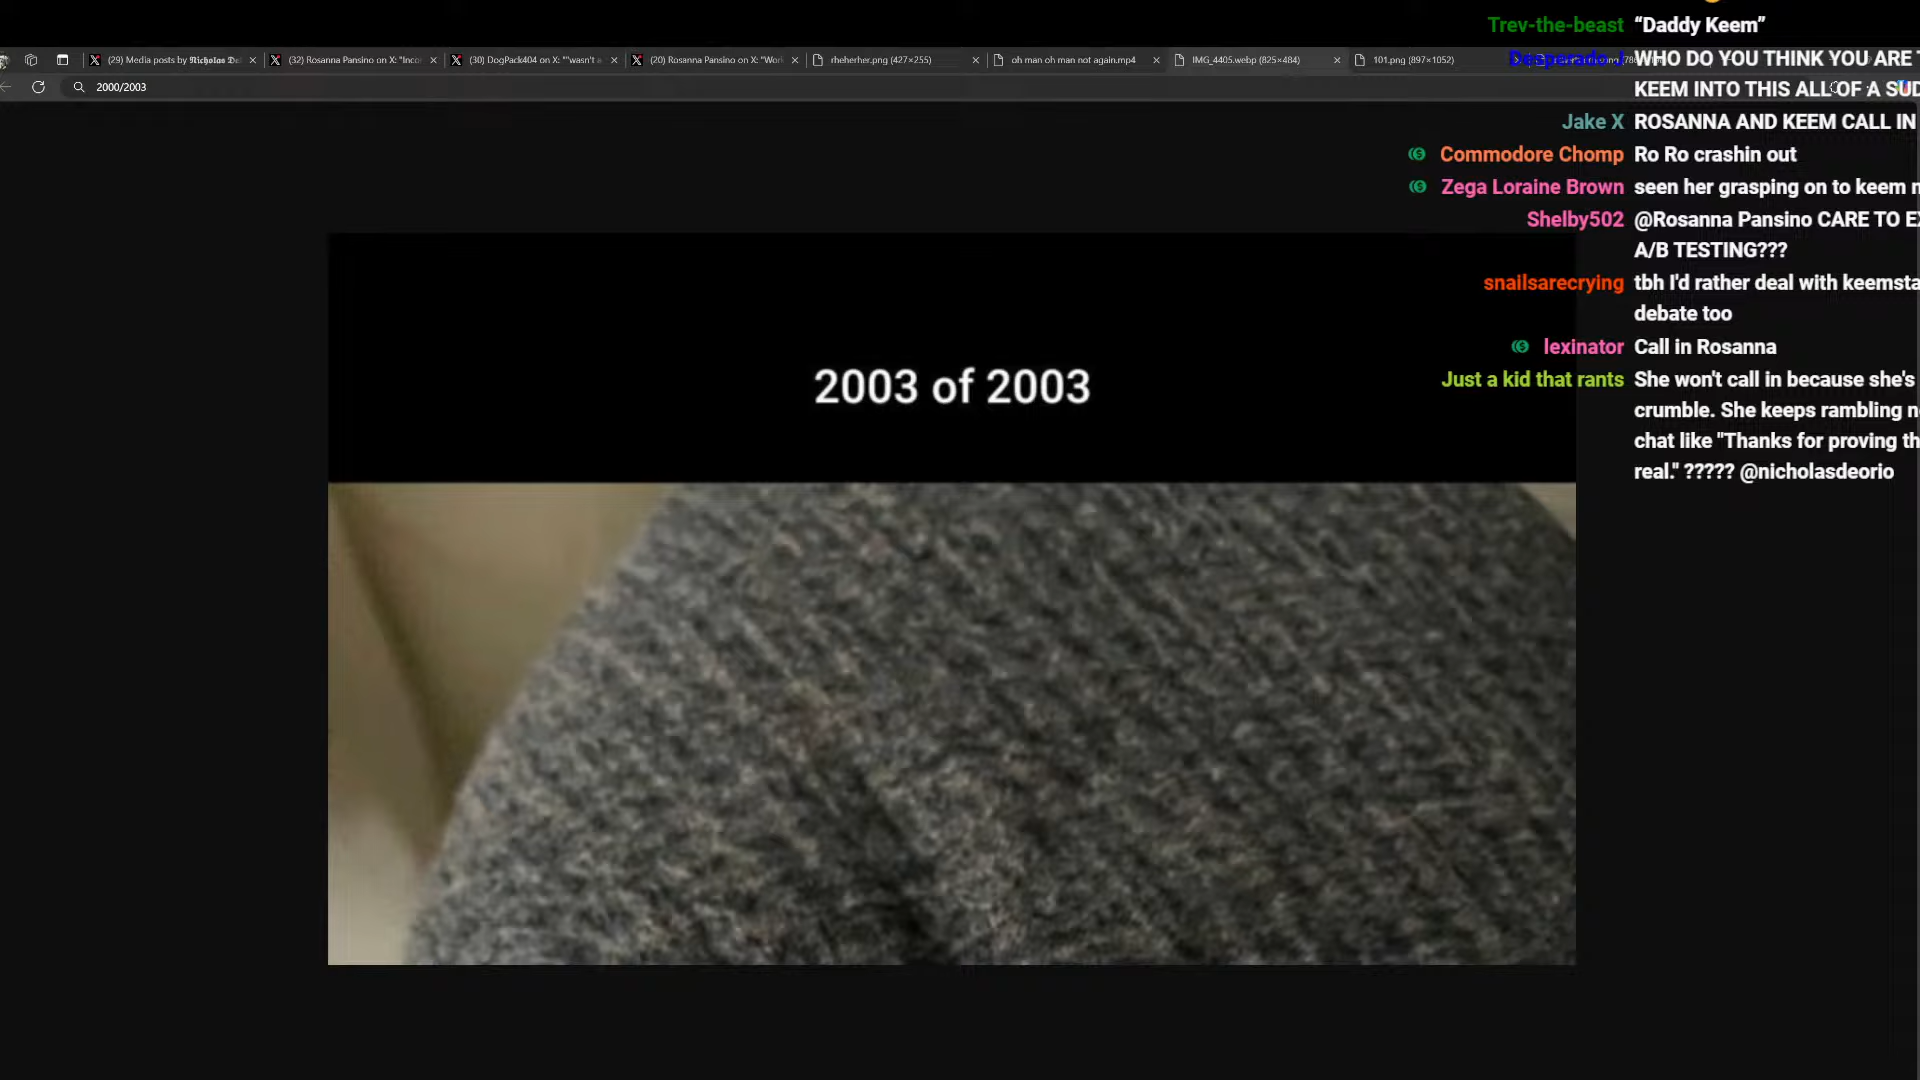 Trev-the-beast “Daddy Keem”
(29) Media posts by 𝕹𝖎𝖈𝖍𝖔𝖑𝖆𝖘 𝕯𝖊
(32) Rosanna Pansino on X: "Inco
(30) DogPack404 on X: ""wasn't a
(20) Rosanna Pansino on X: "Wor
rheherher.png (427×255)
oh man oh man not again.mp4
IMG_4405.webp (825×484)
101.png (897×1052)
WHO DO YOU THINK YOU ARE T
2000/2003
KEEM INTO THIS ALL OF A SUD
Jake X ROSANNA AND KEEM CALL IN
Commodore Chomp Ro Ro crashin out
Zega Loraine Brown seen her grasping on to keem n
Shelby502 @Rosanna Pansino CARE TO EX
A/B TESTING???
snailsarecrying tbh I'd rather deal with keemsta
debate too
lexinator Call in Rosanna
2003 of 2003
Just a kid that rants She won't call in because she's
crumble. She keeps rambling no
chat like "Thanks for proving th
real." ????? @nicholasdeorio